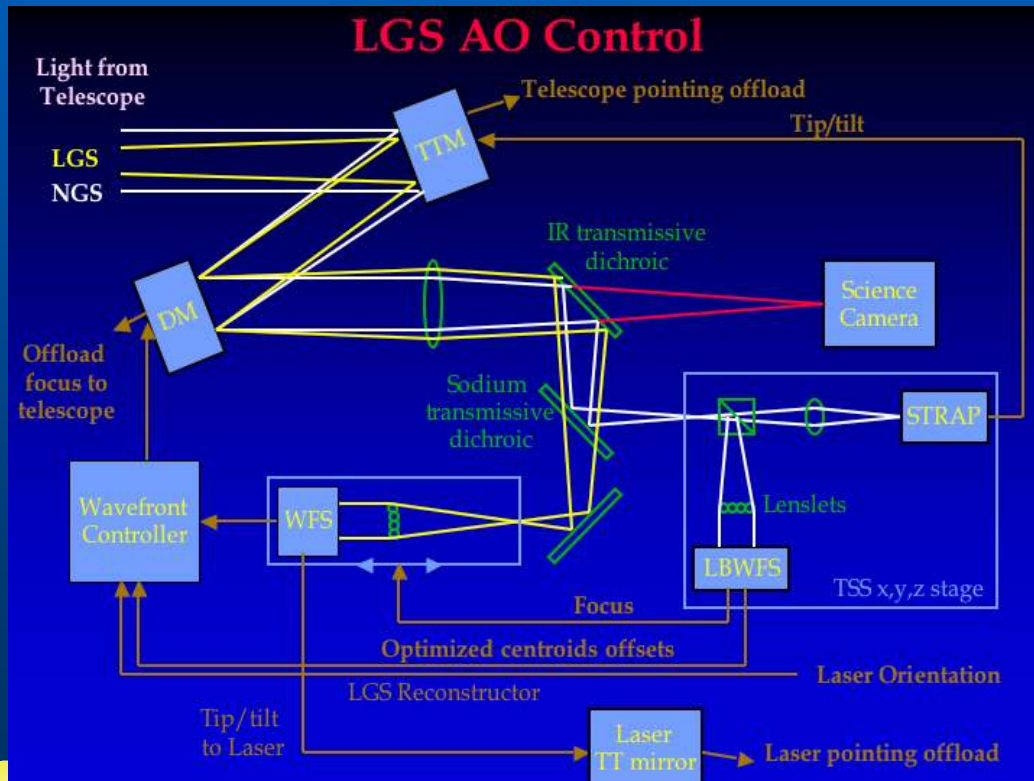 LGS AO Control
Light from
Telescope
Telescope pointing offload
Tip/tilt
TTM
LGS
NGS
IR transmissive
dichroic
DM
Science
Camera
Offload
focus to
telescope
Sodium
transmissive
dichroic
STRAP
Wavefront
Controller
WFS
Lenslets
LBWFS
TSS x,y,z stage
Focus
Optimized centroids offsets
Laser Orientation
LGS Reconstructor
Tip/tilt
to Laser
Laser
TT mirror
Laser pointing offload